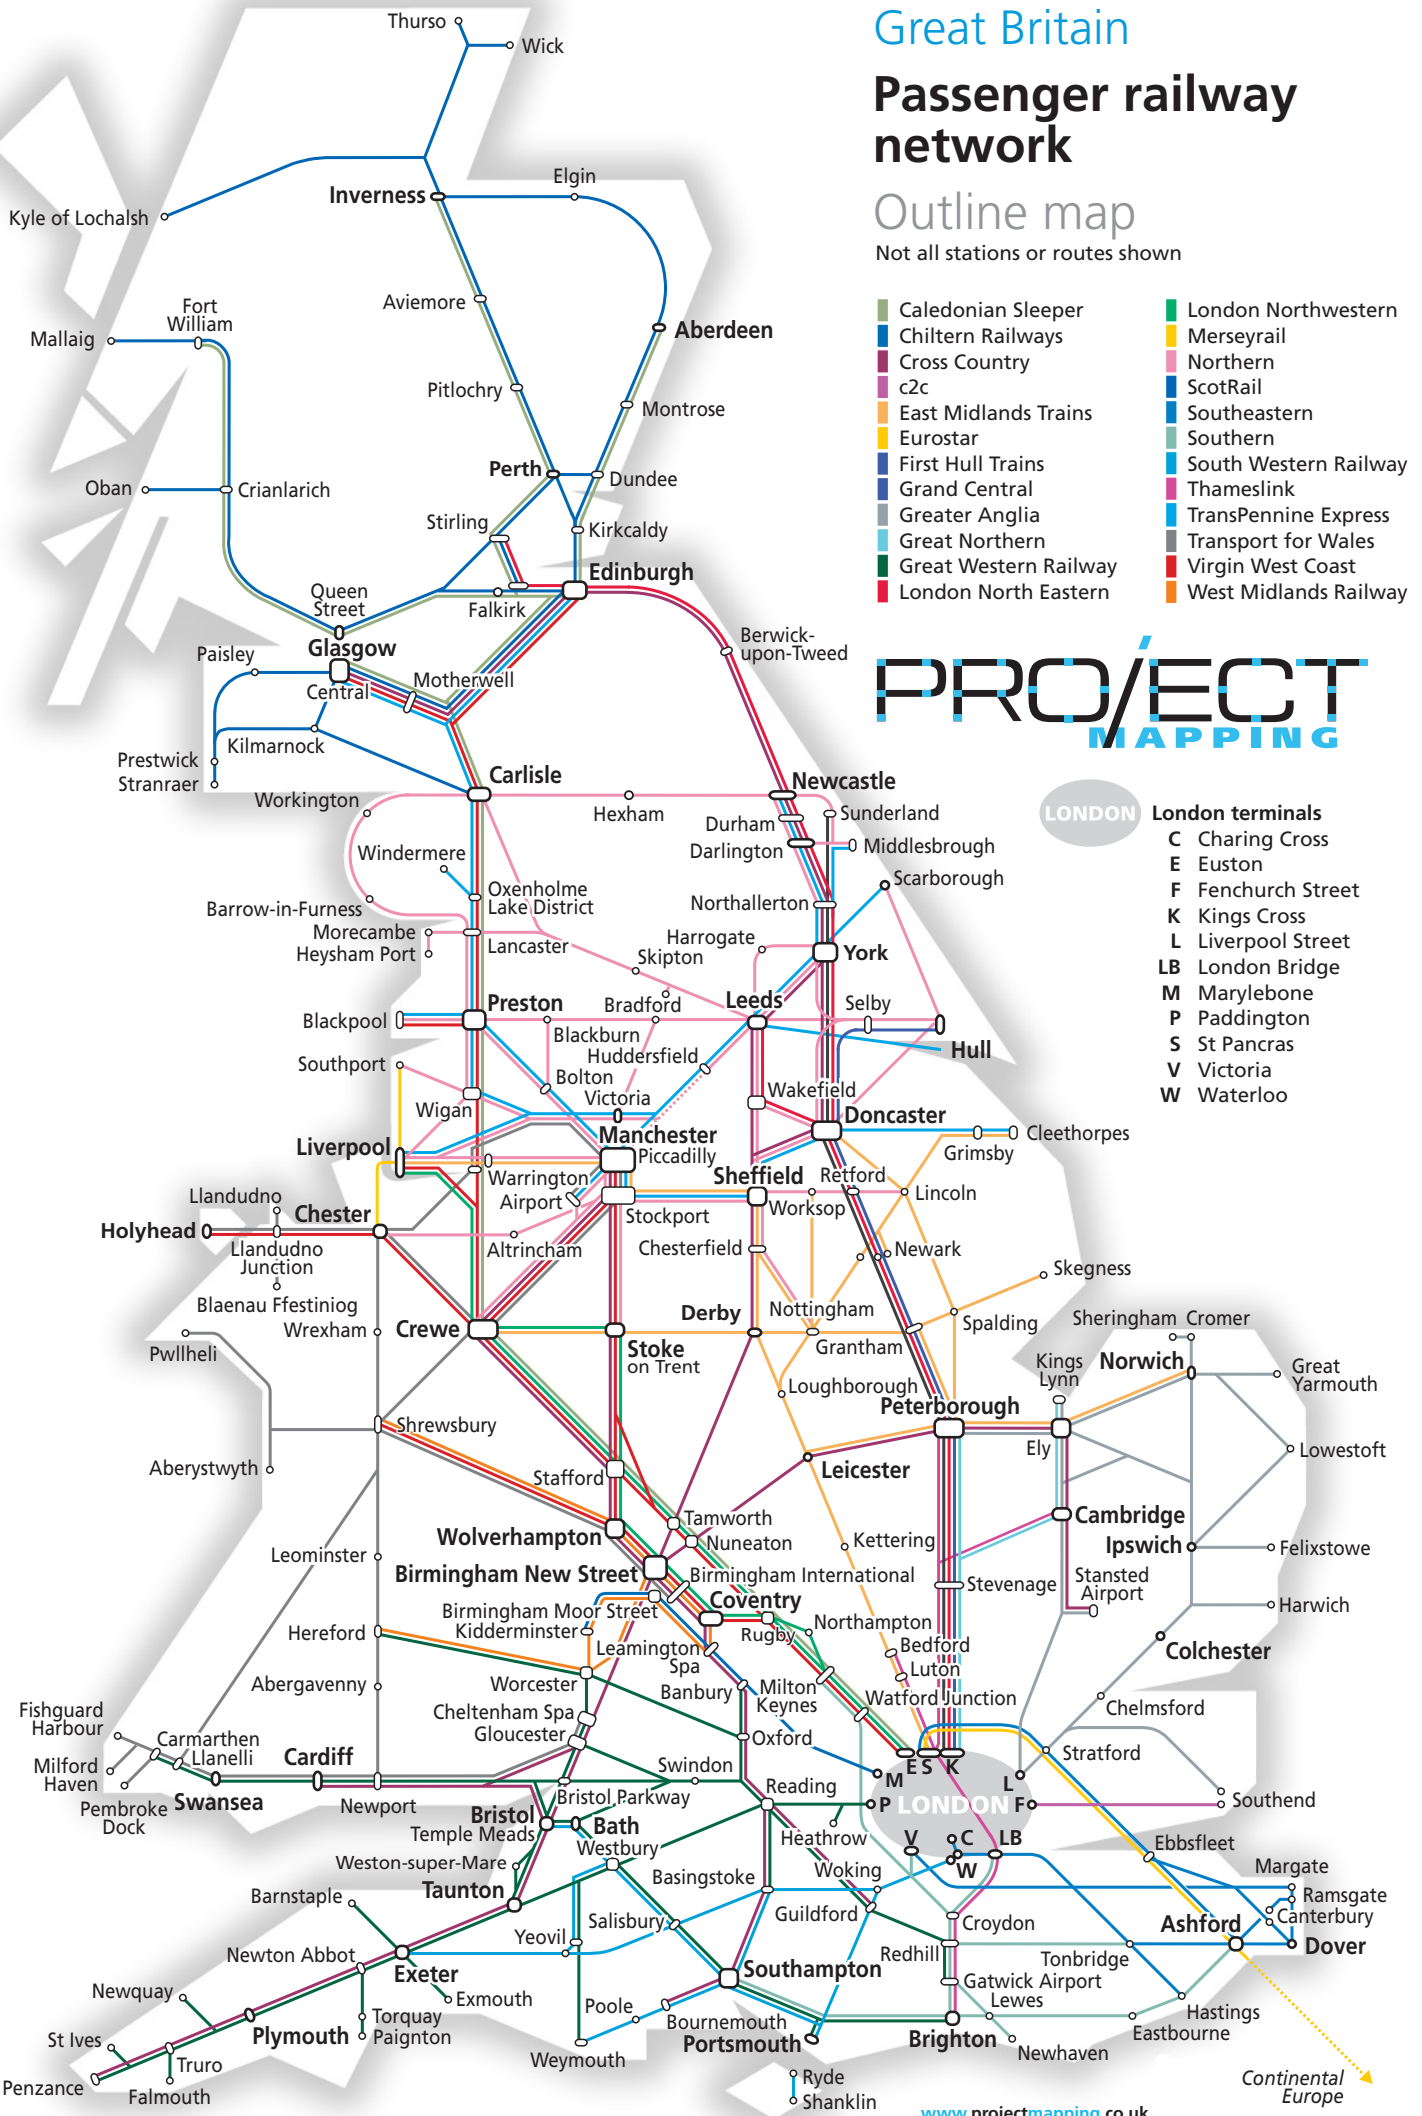 Great Britain
Passenger railway
network
Outline map
Not all stations or routes shown
Caledonian Sleeper
Chiltern Railways
Cross Country
c2c
East Midlands Trains
Eurostar
First Hull Trains
Grand Central
Greater Anglia
Great Northern
Great Western Railway
London North Eastern
London Northwestern
Merseyrail
Northern
ScotRail
Southeastern
Southern
South Western Railway
Thameslink
TransPennine Express
Transport for Wales
Virgin West Coast
West Midlands Railway
PROJECT
MAPPING
LONDON
London terminals
C Charing Cross
E Euston
F Fenchurch Street
K Kings Cross
L Liverpool Street
LB London Bridge
M Marylebone
P Paddington
S St Pancras
V Victoria
W Waterloo
Thurso
Wick
Kyle of Lochalsh
Inverness
Elgin
Aviemore
Aberdeen
Fort
William
Mallaig
Pitlochry
Montrose
Perth
Dundee
Oban
Crianlarich
Stirling
Kirkcaldy
Edinburgh
Queen
Street
Falkirk
Glasgow
Central
Paisley
Motherwell
Berwick-
upon-Tweed
Kilmarnock
Prestwick
Stranraer
Carlisle
Newcastle
Workington
Hexham
Sunderland
Durham
Middlesbrough
Darlington
Windermere
Scarborough
Oxenholme
Lake District
Northallerton
Barrow-in-Furness
Morecambe
Heysham Port
Lancaster
Harrogate
Skipton
York
Preston
Bradford
Leeds
Selby
Blackpool
Blackburn
Huddersfield
Hull
Southport
Bolton
Victoria
Wakefield
Wigan
Doncaster
Cleethorpes
Grimsby
Liverpool
Manchester
Piccadilly
Warrington
Airport
Sheffield
Retford
Lincoln
Llandudno
Chester
Stockport
Worksop
Holyhead
Llandudno
Junction
Altrincham
Chesterfield
Newark
Skegness
Blaenau Ffestiniog
Wrexham
Crewe
Derby
Nottingham
Grantham
Spalding
Sheringham
Cromer
Pwllheli
Stoke
on Trent
Kings
Lynn
Norwich
Great
Yarmouth
Loughborough
Peterborough
Shrewsbury
Ely
Lowestoft
Aberystwyth
Stafford
Leicester
Tamworth
Cambridge
Wolverhampton
Nuneaton
Kettering
Ipswich
Felixstowe
Leominster
Birmingham New Street
Birmingham International
Stevenage
Stansted
Airport
Birmingham Moor Street
Coventry
Harwich
Kidderminster
Rugby
Northampton
Hereford
Leamington
Spa
Bedford
Colchester
Luton
Abergavenny
Worcester
Banbury
Milton
Keynes
Watford Junction
Chelmsford
Fishguard
Harbour
Cheltenham Spa
Gloucester
Oxford
Carmarthen
Llanelli
Cardiff
Swindon
Stratford
Milford
Haven
E S K
M
L
Pembroke
Dock
Swansea
Newport
Bristol Parkway
Reading
P
LONDON
F
Southend
Bristol
Temple Meads
Bath
Heathrow
V
C
LB
W
Ebbsfleet
Westbury
Weston-super-Mare
Basingstoke
Woking
Margate
Barnstaple
Taunton
Guildford
Ramsgate
Canterbury
Salisbury
Croydon
Ashford
Yeovil
Redhill
Tonbridge
Dover
Newton Abbot
Exeter
Southampton
Gatwick Airport
Newquay
Exmouth
Poole
Lewes
Hastings
Plymouth
Torquay
Paignton
Bournemouth
Portsmouth
Brighton
Eastbourne
St Ives
Truro
Weymouth
Newhaven
Penzance
Falmouth
Ryde
Shanklin
Continental
Europe
www.projectmapping.co.uk